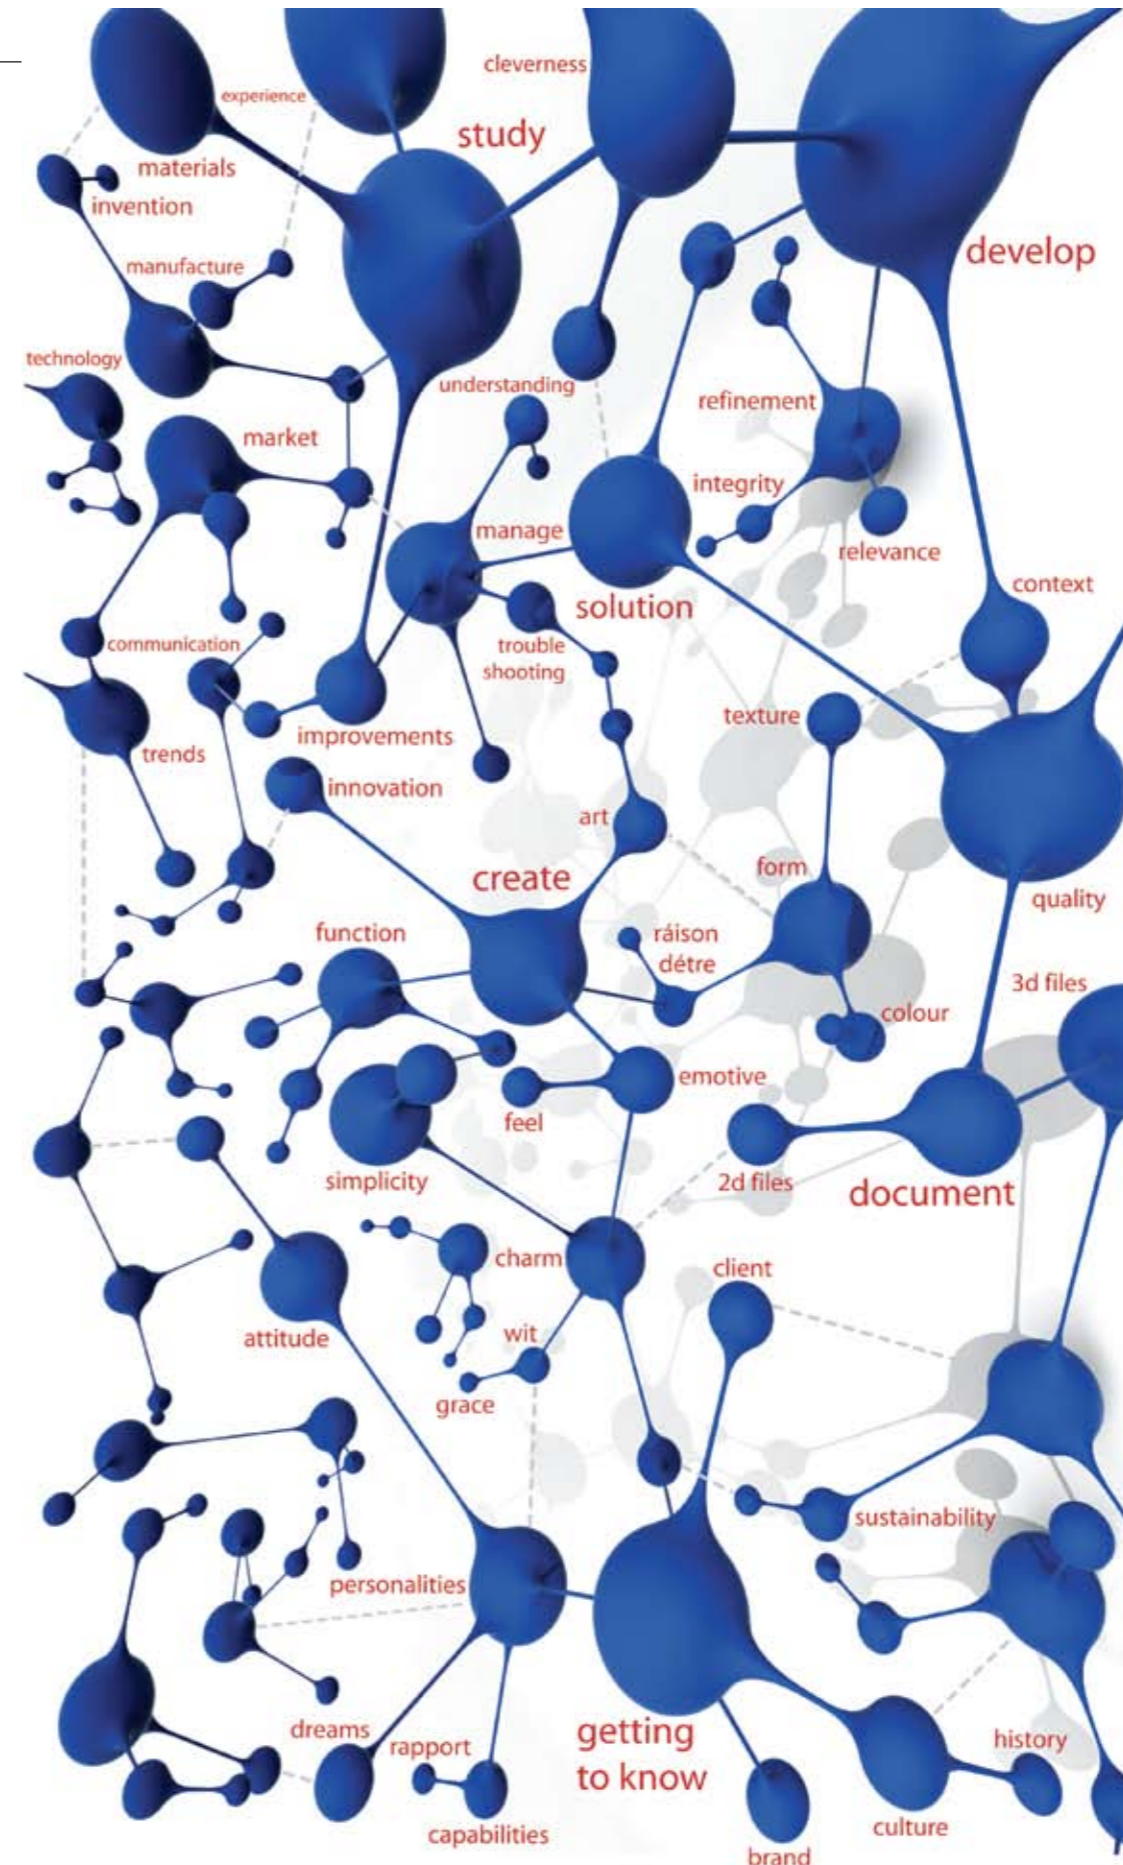 cleverness
experience
study
materials
invention
develop
manufacture
technology
understanding
refinement
market
integrity
manage
relevance
context
solution
communication
trouble
shooting
texture
improvements
trends
innovation
art
form
create
quality
function
ráison
détre
3d files
colour
emotive
feel
simplicity
2d files
document
charm
client
wit
attitude
grace
sustainability
personalities
dreams
getting
to know
rapport
history
capabilities
culture
brand